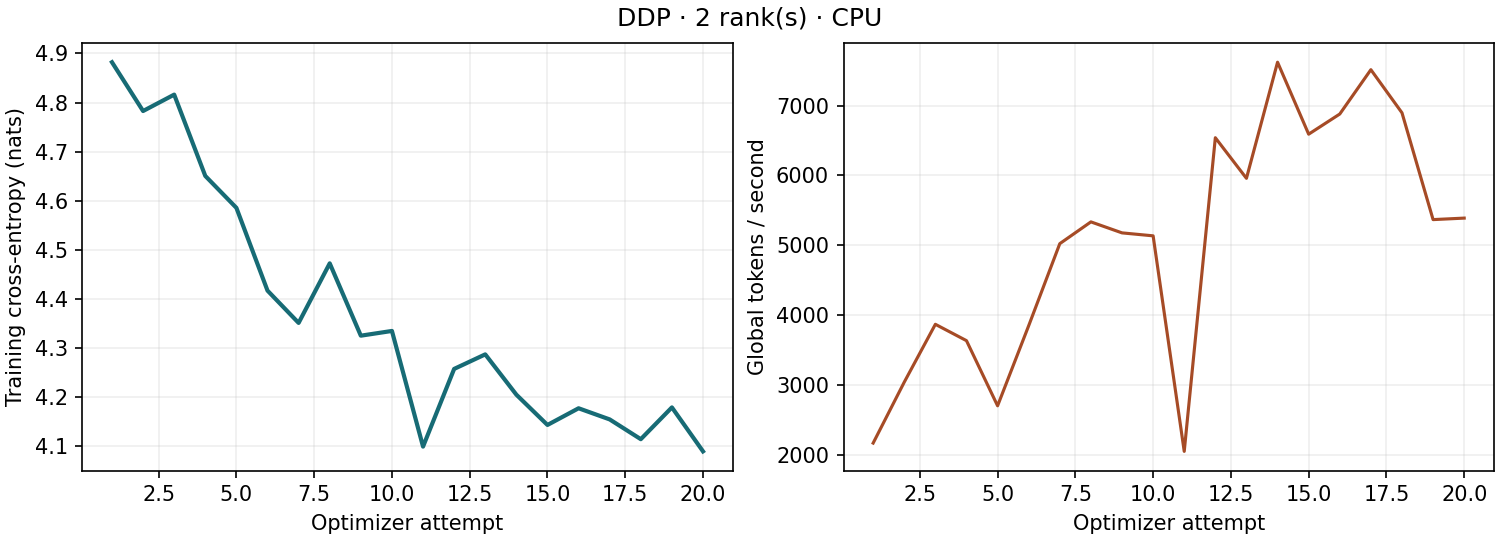 DDP · 2 rank(s) · CPU
Training cross-entropy (nats)
4.9
4.8
4.7
4.6
4.5
4.4
4.3
4.2
4.1
2.5 5.0 7.5 10.0 12.5 15.0 17.5 20.0
Optimizer attempt
Global tokens / second
7000
6000
5000
4000
3000
2000
2.5 5.0 7.5 10.0 12.5 15.0 17.5 20.0
Optimizer attempt